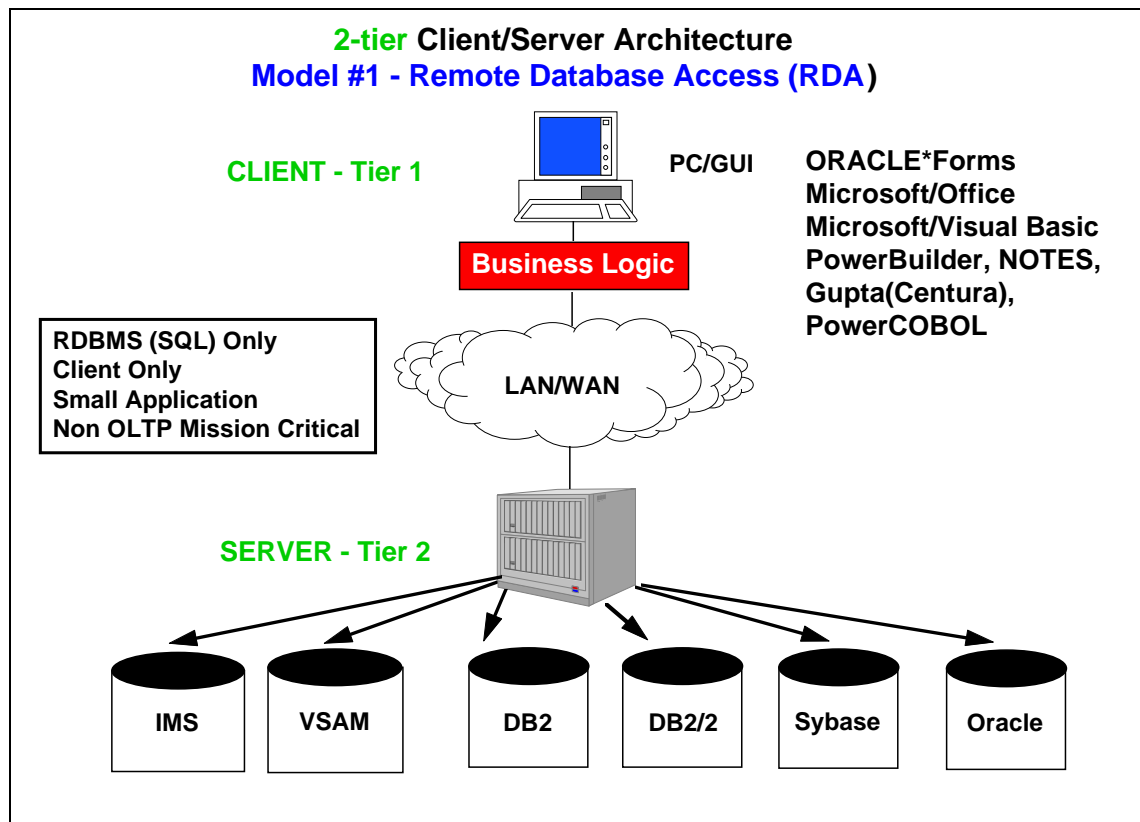 2-tier Client/Server Architecture
Model #1 - Remote Database Access (RDA)
CLIENT - Tier 1
PC/GUI
ORACLE*Forms
Microsoft/Office
Microsoft/Visual Basic
PowerBuilder, NOTES,
Gupta(Centura),
PowerCOBOL
Business Logic
RDBMS (SQL) Only
Client Only
Small Application
Non OLTP Mission Critical
LAN/WAN
SERVER - Tier 2
IMS
VSAM
DB2
DB2/2
Sybase
Oracle